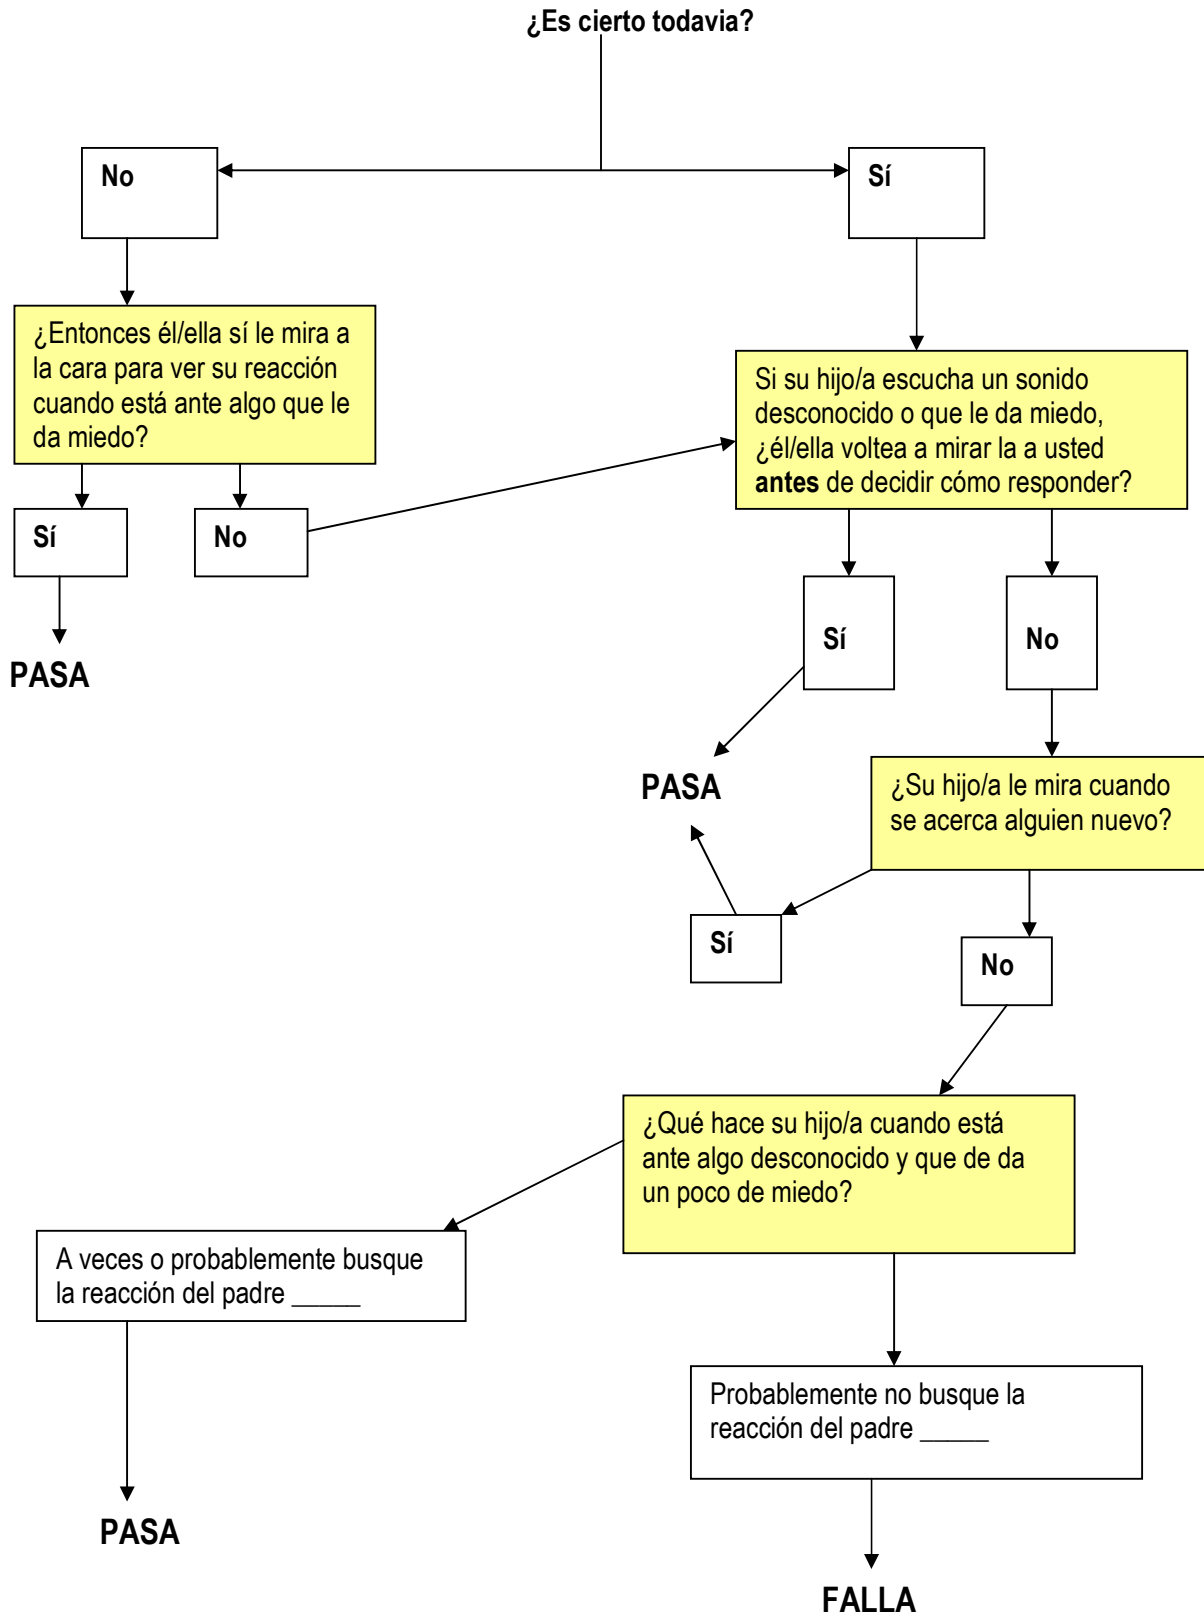 ¿Es cierto todavia?
No
Sí
¿Entonces él/ella sí le mira a
la cara para ver su reacción
cuando está ante algo que le
da miedo?
Si su hijo/a escucha un sonido
desconocido o que le da miedo,
¿él/ella voltea a mirar la a usted
antes de decidir cómo responder?
Sí
No
PASA
Sí
No
PASA
¿Su hijo/a le mira cuando
se acerca alguien nuevo?
Sí
No
¿Qué hace su hijo/a cuando está
ante algo desconocido y que de da
un poco de miedo?
A veces o probablemente busque
la reacción del padre _____
Probablemente no busque la
reacción del padre _____
PASA
FALLA